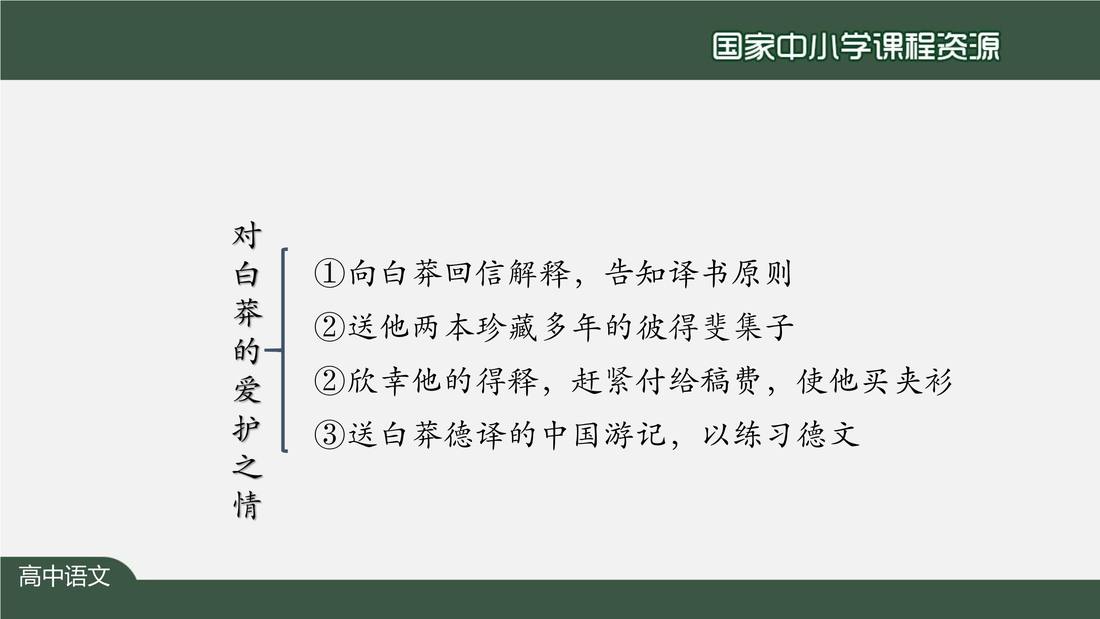 国家中小学课程资源
对白莽的爱护之情
①向白莽回信解释，告知译书原则
②送他两本珍藏多年的彼得斐集子
②欣幸他的得释，赶紧付给稿费，使他买夹衫
③送白莽德译的中国游记，以练习德文
高中语文